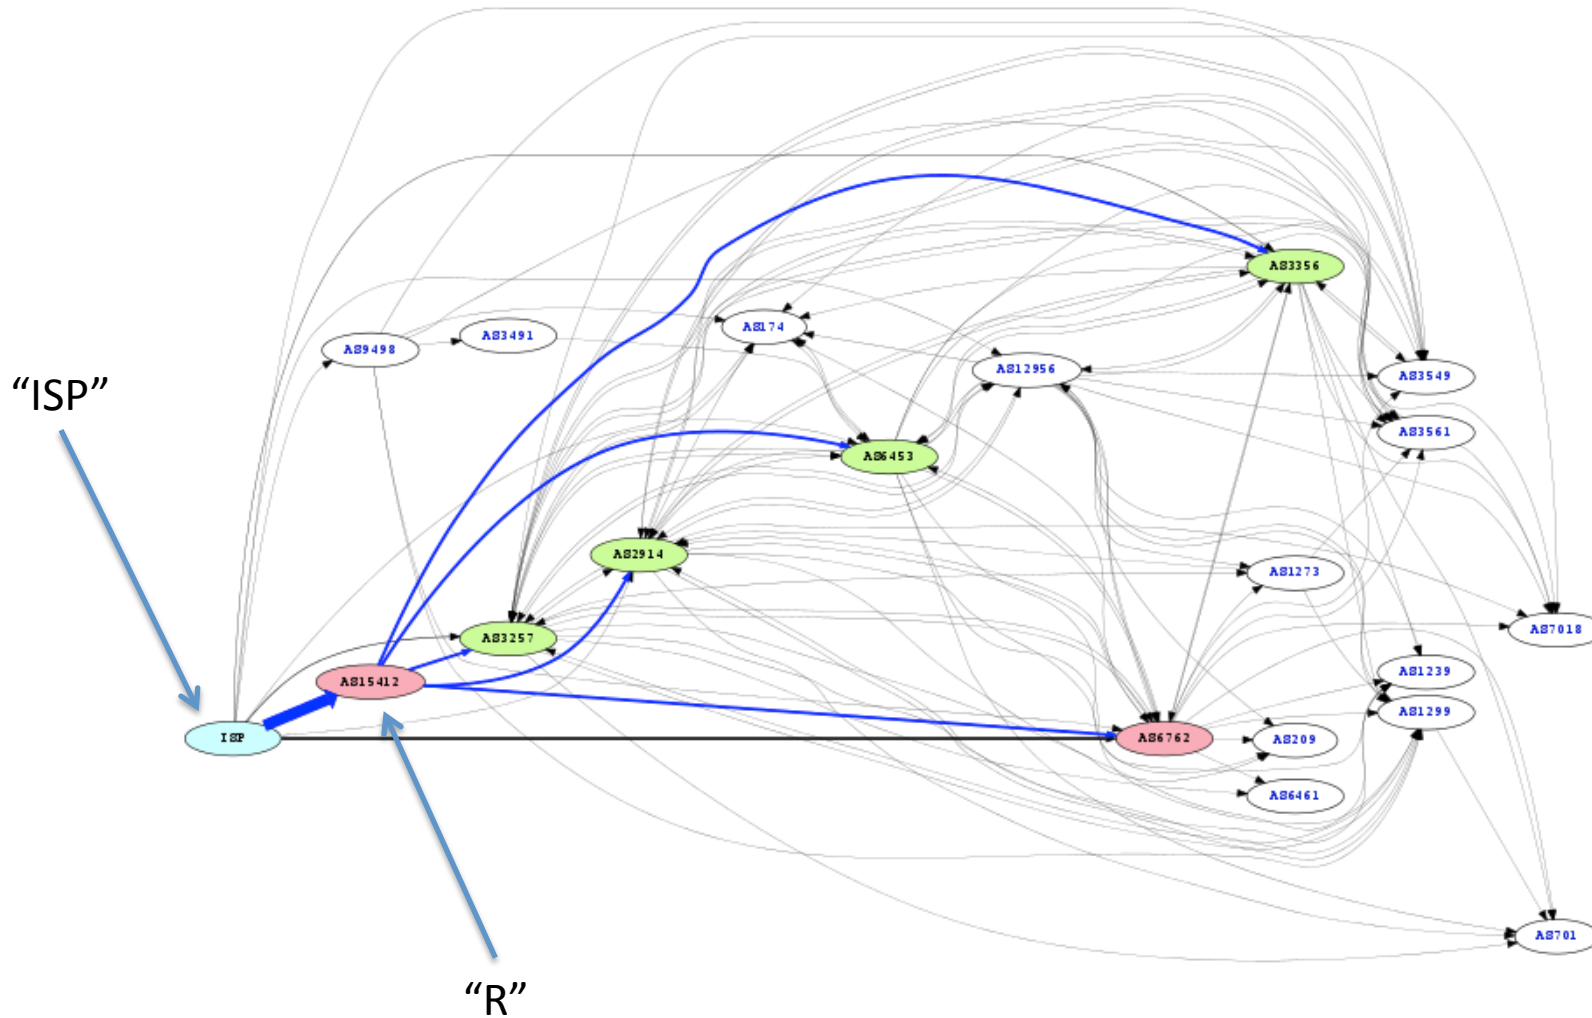 AS3356
AS174
AS3491
AS9498
AS12956
AS3549
“ISP”
AS3561
AS6453
AS2914
AS1273
AS7018
AS3257
AS1239
AS15412
AS1299
ISP
AS6762
AS209
AS6461
AS701
“R”